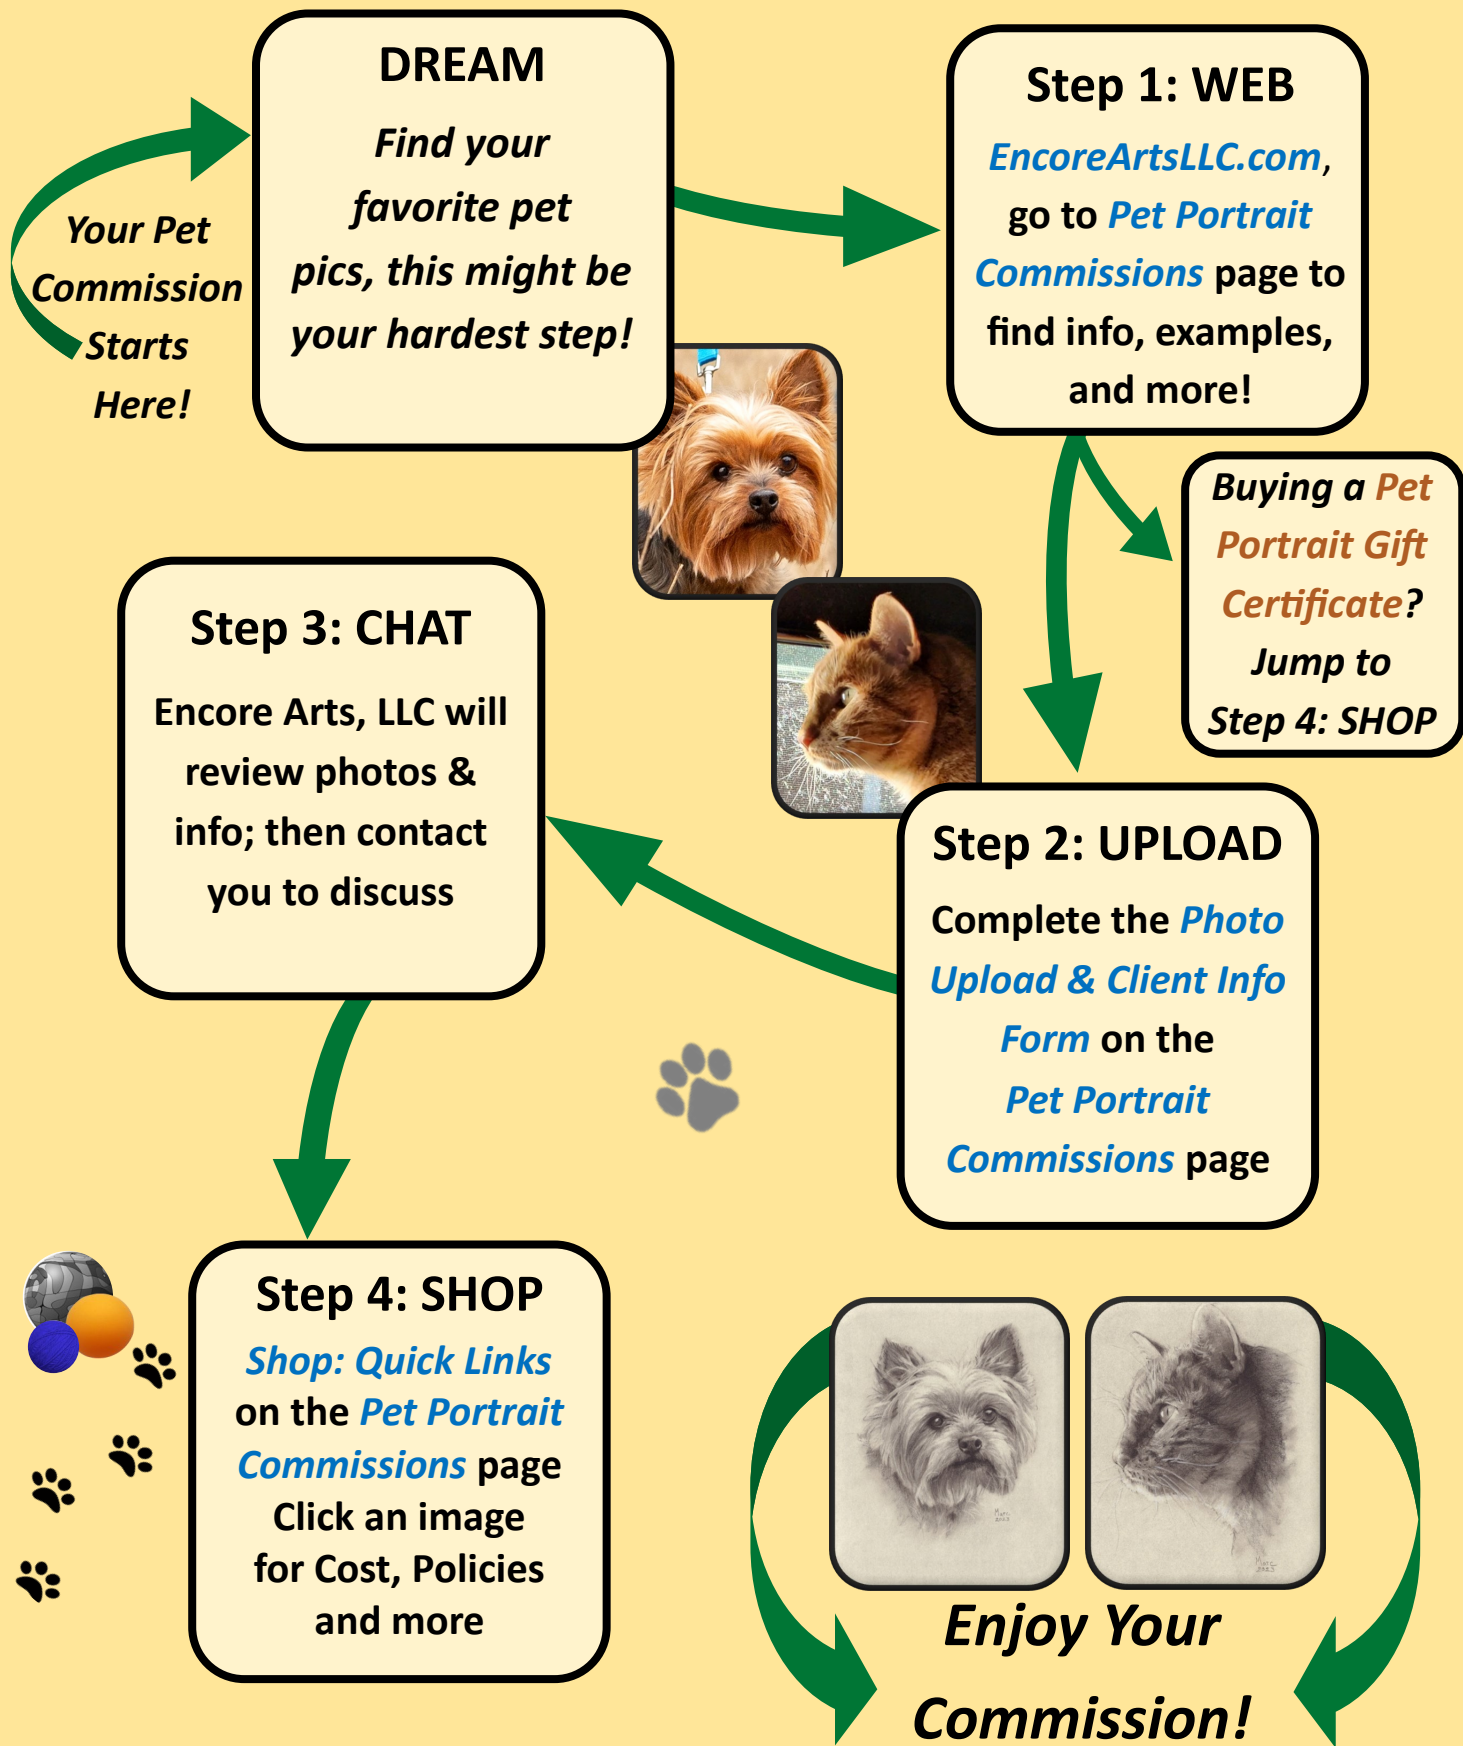 Your Pet
Commission
Starts
Here!
DREAM
Find your
favorite pet
pics, this might be
your hardest step!
Step 1: WEB
EncoreArtsLLC.com,
go to Pet Portrait
Commissions page to
find info, examples,
and more!
Buying a Pet
Portrait Gift
Certificate?
Jump to
Step 4: SHOP
Step 2: UPLOAD
Complete the Photo
Upload & Client Info
Form on the
Pet Portrait
Commissions page
Step 3: CHAT
Encore Arts, LLC will
review photos &
info; then contact
you to discuss
Step 4: SHOP
Shop: Quick Links
on the Pet Portrait
Commissions page
Click an image
for Cost, Policies
and more
Enjoy Your
Commission!